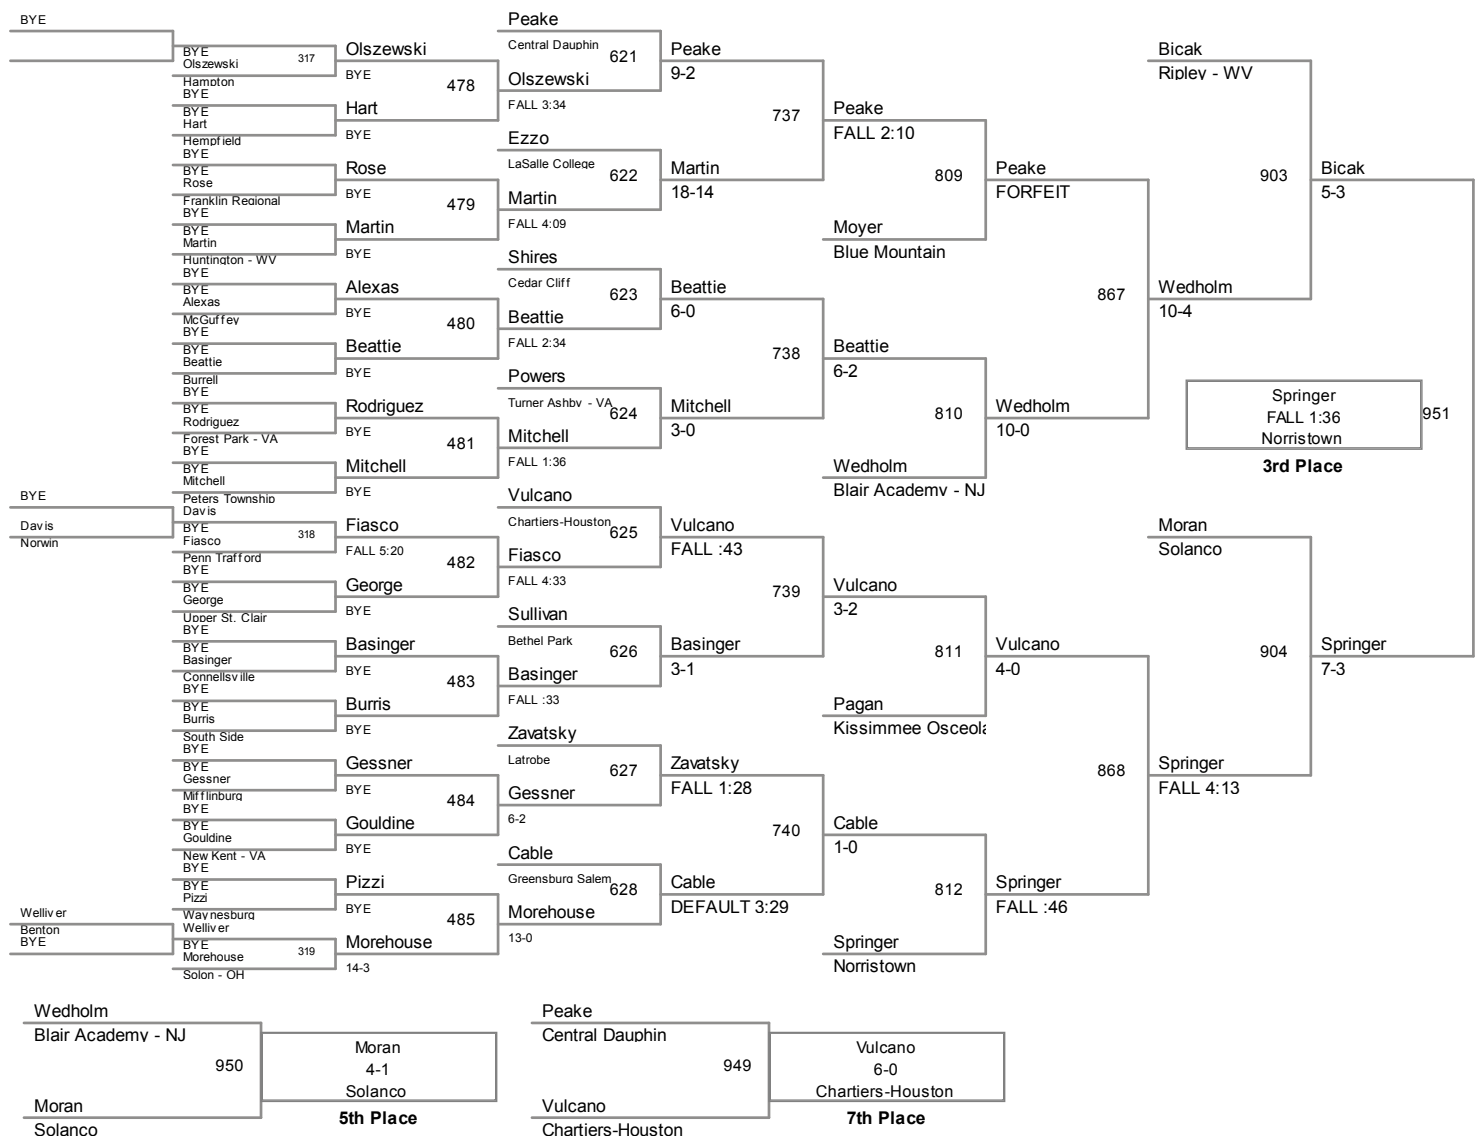 BYE
BYE
Olszewski
317
Hampton
BYE
BYE
Hart
Hempfield
BYE
BYE
Rose
Franklin Regional
BYE
BYE
Martin
Huntington - WV
BYE
BYE
Alexas
McGuffey
BYE
BYE
Beattie
Burrell
BYE
BYE
Rodriguez
Forest Park - VA
BYE
BYE
Mitchell
Peters Township
BYE
Davis
Norwin
Davis
BYE
Fiasco
318
Penn Trafford
BYE
BYE
George
Upper St. Clair
BYE
BYE
Basinger
Connellsville
BYE
BYE
Burris
South Side
BYE
BYE
Gessner
Mifflinburg
BYE
BYE
Gouldine
New Kent - VA
BYE
BYE
Pizzi
Waynesburg
Welliver
Benton
BYE
Welliver
BYE
Morehouse
319
Solon - OH
Olszewski
BYE
478
Hart
BYE
Rose
BYE
479
Martin
BYE
Alexas
BYE
480
Beattie
BYE
Rodriguez
BYE
481
Mitchell
BYE
Fiasco
FALL 5:20
482
George
BYE
Basinger
BYE
483
Burris
BYE
Gessner
BYE
484
Gouldine
BYE
Pizzi
BYE
485
Morehouse
14-3
Peake
Central Dauphin
621
Olszewski
FALL 3:34
Ezzo
LaSalle College
622
Martin
FALL 4:09
Shires
Cedar Cliff
623
Beattie
FALL 2:34
Powers
Turner Ashby - VA
624
Mitchell
FALL 1:36
Vulcano
Chartiers-Houston
625
Fiasco
FALL 4:33
Sullivan
Bethel Park
626
Basinger
FALL :33
Zavatsky
Latrobe
627
Gessner
6-2
Cable
Greensburg Salem
628
Morehouse
13-0
Peake
9-2
737
Martin
18-14
Beattie
6-0
738
Mitchell
3-0
Vulcano
FALL :43
739
Basinger
3-1
Zavatsky
FALL 1:28
740
Cable
DEFAULT 3:29
Peake
FALL 2:10
809
Moyer
Blue Mountain
Beattie
6-2
810
Wedholm
Blair Academy - NJ
Vulcano
3-2
811
Pagan
Kissimmee Osceola
Cable
1-0
812
Springer
Norristown
Peake
FORFEIT
867
Wedholm
10-0
Vulcano
4-0
868
Springer
FALL :46
Bicak
Ripley - WV
903
Wedholm
10-4
Moran
Solanco
904
Springer
FALL 4:13
Bicak
5-3
Springer
FALL 1:36
Norristown
951
3rd Place
Springer
7-3
Wedholm
Blair Academy - NJ
950
Moran
Solanco
Moran
4-1
Solanco
5th Place
Peake
Central Dauphin
949
Vulcano
Chartiers-Houston
Vulcano
6-0
Chartiers-Houston
7th Place